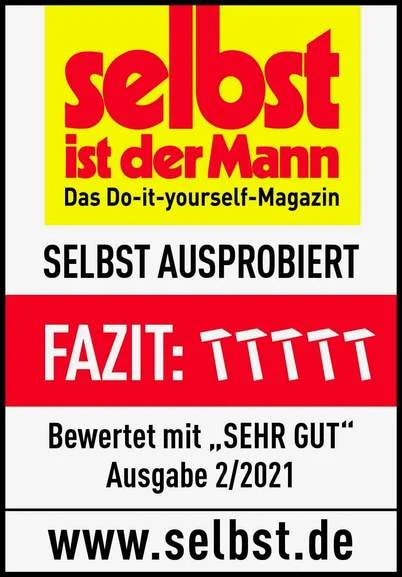 selbst
ist der Mann
Das Do-it-yourself-Magazin
SELBST AUSPROBIERT
FAZIT:
Bewertet mit „SEHR GUT“
Ausgabe 2/2021
www.selbst.de